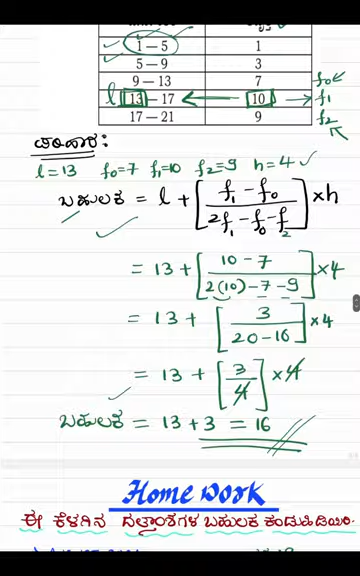 1 – 5 1
5 – 9 3
9 – 13 7 f₀
l 13 – 17 10 f₁
17 – 21 9 f₂
ಪರಿಹಾರ:
l = 13 f₀=7 f₁=10 f₂=9 h = 4
ಬಹುಲಕ = l + [ f₁ – f₀ / 2f₁ – f₀ – f₂ ] × h
= 13 + [ 10 – 7 / 2(10) – 7 – 9 ] × 4
= 13 + [ 3 / 20 – 16 ] × 4
= 13 + [ 3 / 4 ] × 4
ಬಹುಲಕ = 13 + 3 = 16
Home Work
ಈ ಕೆಳಗಿನ ದತ್ತಾಂಶಗಳ ಬಹುಲಕ ಕಂಡುಹಿಡಿಯಿರಿ.